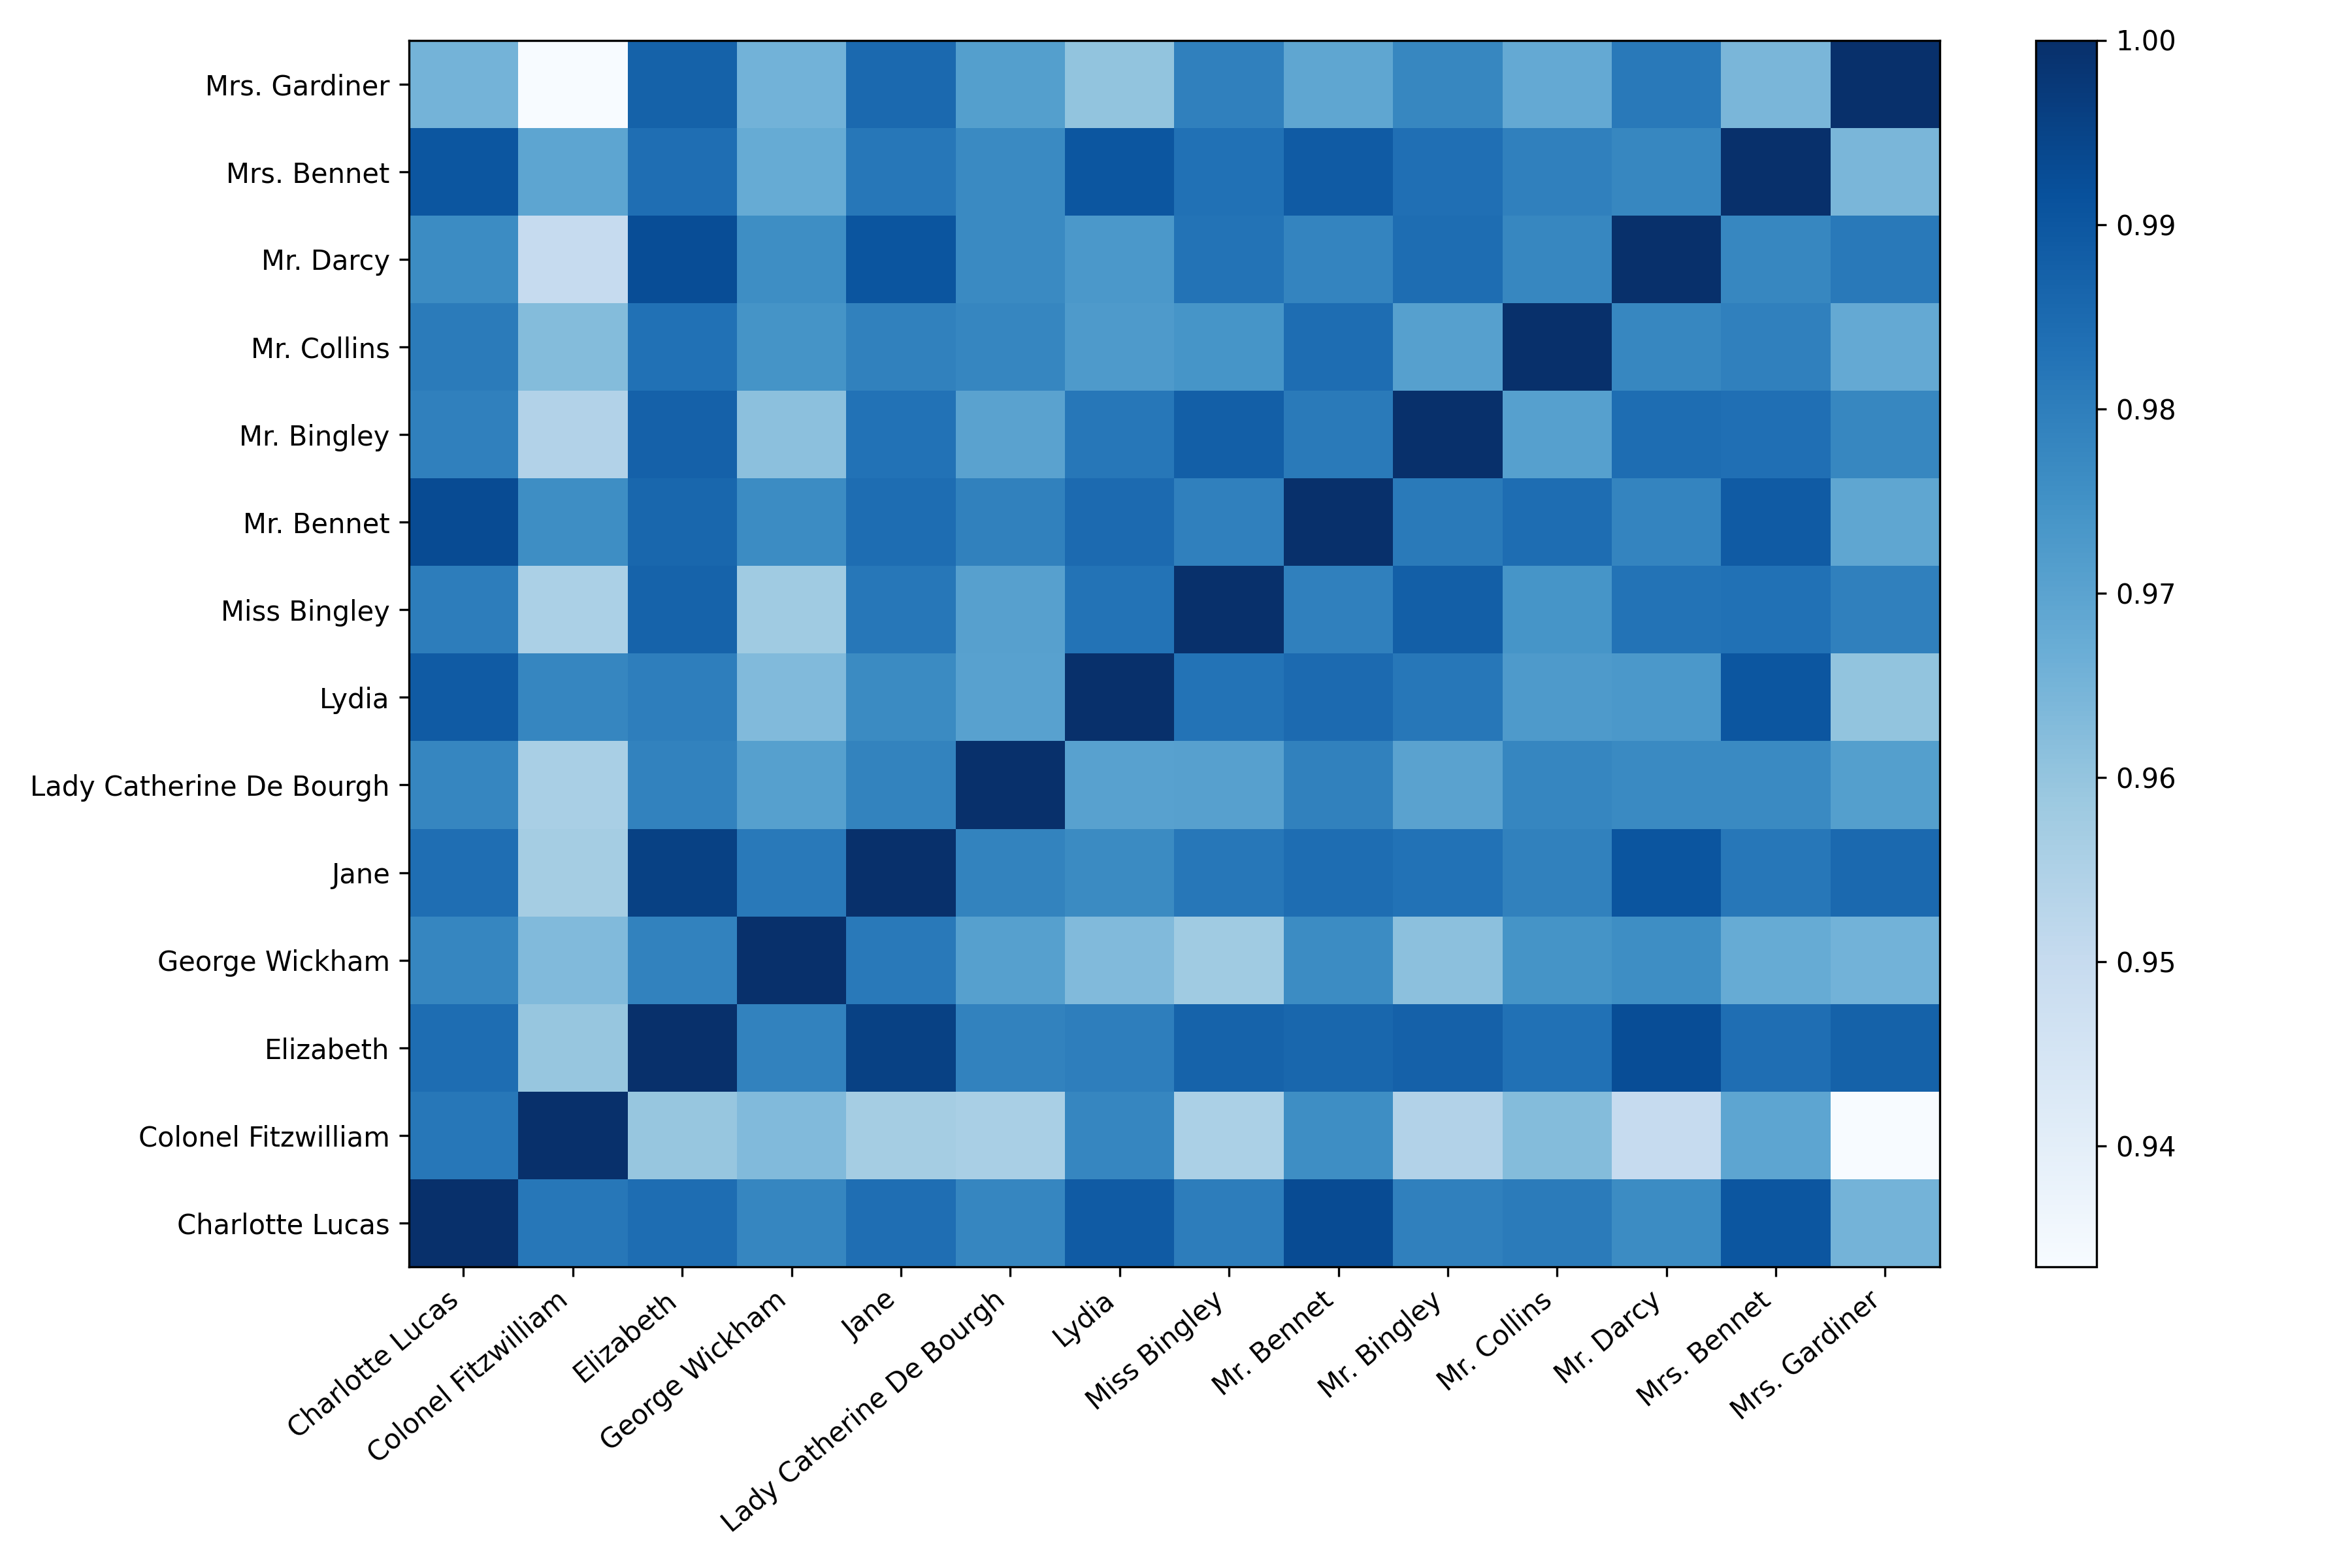 Mrs. Gardiner
Mrs. Bennet
Mr. Darcy
Mr. Collins
Mr. Bingley
Mr. Bennet
Miss Bingley
Lydia
Lady Catherine De Bourgh
Jane
George Wickham
Elizabeth
Colonel Fitzwilliam
Charlotte Lucas
Charlotte Lucas
Colonel Fitzwilliam
Elizabeth
George Wickham
Jane
Lady Catherine De Bourgh
Lydia
Miss Bingley
Mr. Bennet
Mr. Bingley
Mr. Collins
Mr. Darcy
Mrs. Bennet
Mrs. Gardiner
1.00
0.99
0.98
0.97
0.96
0.95
0.94